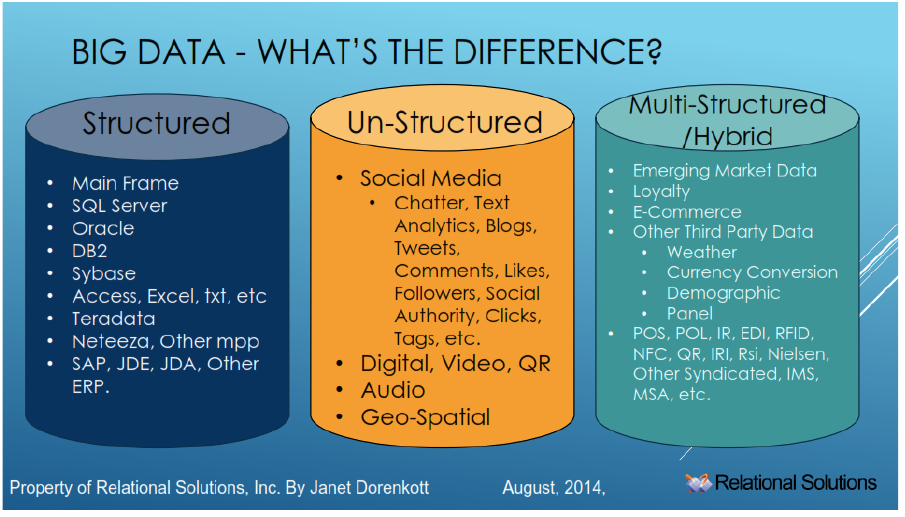 BIG DATA - WHAT'S THE DIFFERENCE?
Structured
• Main Frame
• SQL Server
• Oracle
• DB2
• Sybase
• Access, Excel, txt, etc
• Teradata
• Neteeza, Other mpp
• SAP, JDE, JDA, Other
ERP.
Un-Structured
• Social Media
• Chatter, Text
Analytics, Blogs,
Tweets,
Comments, Likes,
Followers, Social
Authority, Clicks,
Tags, etc.
• Digital, Video, QR
• Audio
• Geo-Spatial
Multi-Structured
/Hybrid
• Emerging Market Data
• Loyalty
• E-Commerce
• Other Third Party Data
• Weather
• Currency Conversion
• Demographic
• Panel
• POS, POL, IR, EDI, RFID,
NFC, QR, IRI, Rsi, Nielsen,
Other Syndicated, IMS,
MSA, etc.
Property of Relational Solutions, Inc. By Janet Dorenkott
August, 2014,
Relational Solutions